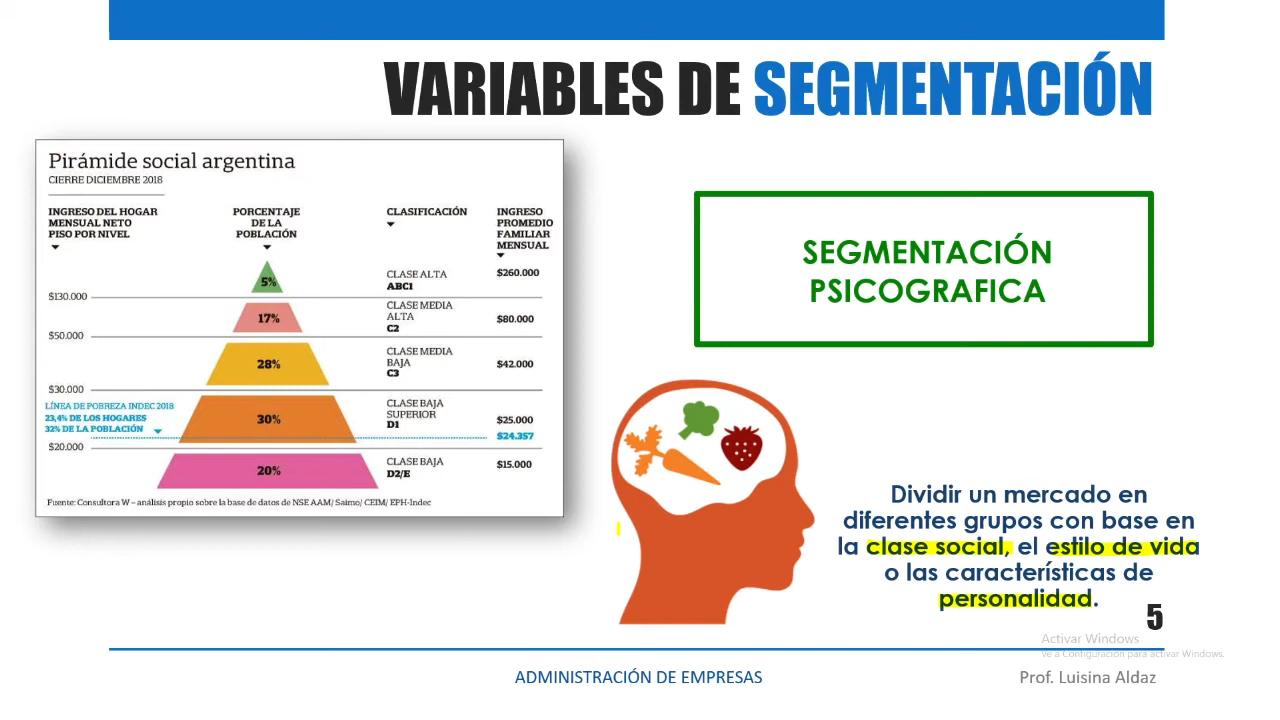 VARIABLES DE SEGMENTACIÓN
Pirámide social argentina
CIERRE DICIEMBRE 2018
INGRESO DEL HOGAR
MENSUAL NETO
PISO POR NIVEL
PORCENTAJE
DE LA
POBLACIÓN
CLASIFICACIÓN
INGRESO
PROMEDIO
FAMILIAR
MENSUAL
5%
CLASE ALTA
ABC1
$260.000
$130.000
17%
CLASE MEDIA
ALTA
C2
$80.000
$50.000
28%
CLASE MEDIA
BAJA
C3
$42.000
$30.000
LÍNEA DE POBREZA INDEC 2018
23,4% DE LOS HOGARES
32% DE LA POBLACIÓN
30%
CLASE BAJA
SUPERIOR
D1
$25.000
$24.357
$20.000
20%
CLASE BAJA
D2/E
$15.000
Fuente: Consultora W – análisis propio sobre la base de datos de NSE AAM/ Saimo/ CEIM/ EPH-Indec
SEGMENTACIÓN
PSICOGRAFICA
Dividir un mercado en
diferentes grupos con base en
la clase social, el estilo de vida
o las características de
personalidad.
5
Activar Windows
Ve a Configuración para activar Windows.
ADMINISTRACIÓN DE EMPRESAS
Prof. Luisina Aldaz